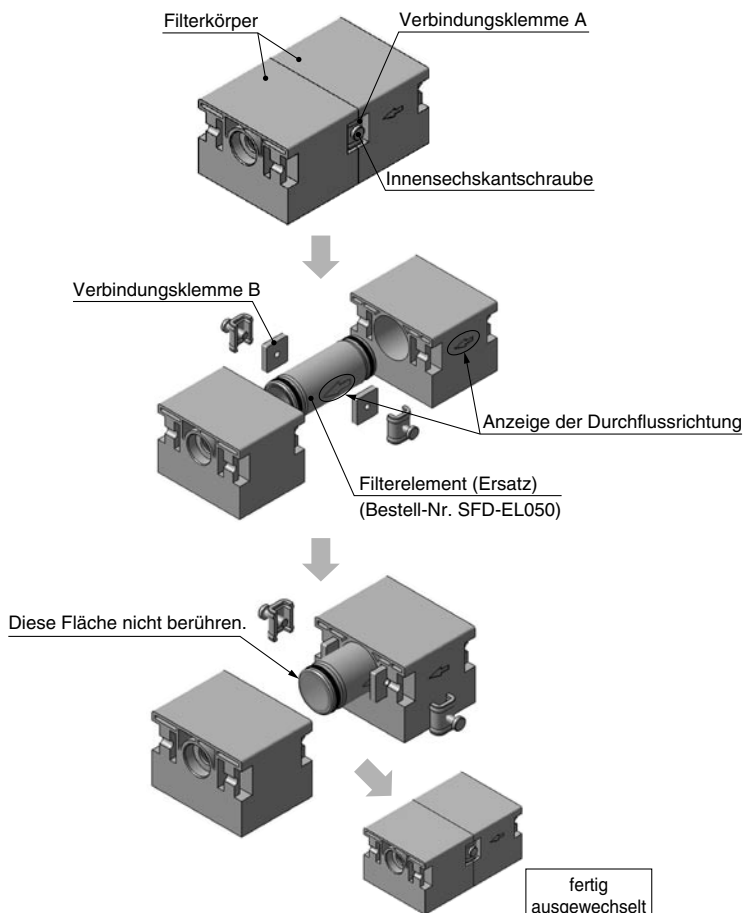 Filterkörper
Verbindungsklemme A
Innensechskantschraube
Verbindungsklemme B
Anzeige der Durchflussrichtung
Filterelement (Ersatz)
(Bestell-Nr. SFD-EL050)
Diese Fläche nicht berühren.
fertig
ausgewechselt